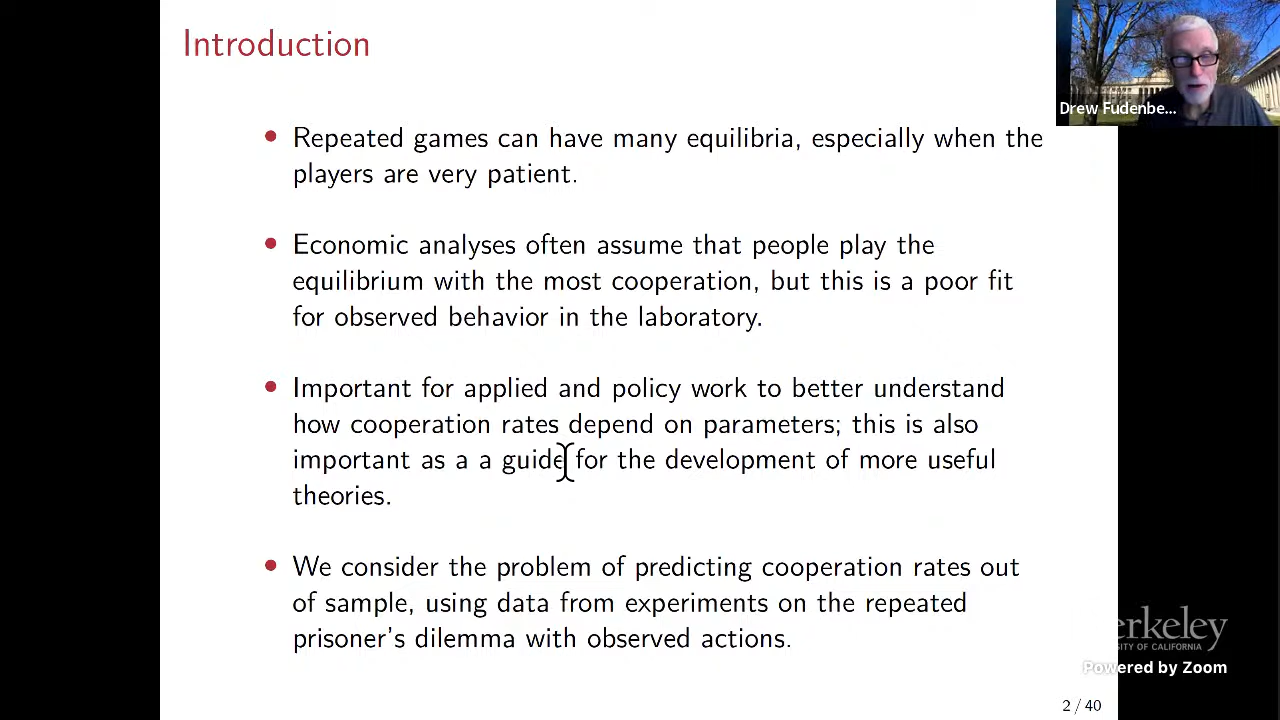 Introduction
Drew Fudenbe...
• Repeated games can have many equilibria, especially when the
players are very patient.
• Economic analyses often assume that people play the
equilibrium with the most cooperation, but this is a poor fit
for observed behavior in the laboratory.
• Important for applied and policy work to better understand
how cooperation rates depend on parameters; this is also
important as a a guide for the development of more useful
theories.
• We consider the problem of predicting cooperation rates out
of sample, using data from experiments on the repeated
prisoner's dilemma with observed actions.
erkeley
SITY OF CALIFORNIA
Powered by Zoom
2 / 40